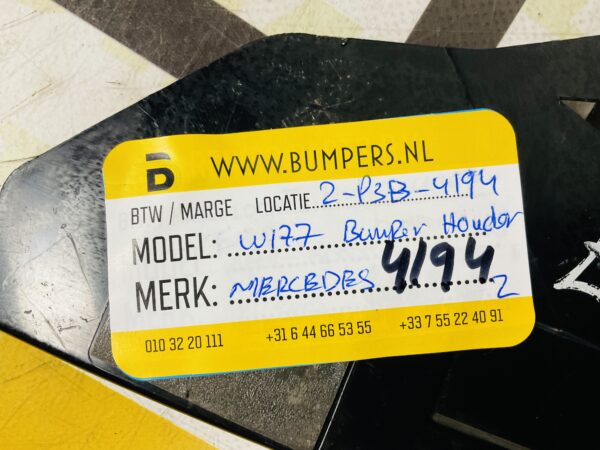 WWW.BUMPERS.NL
BTW / MARGE LOCATIE 2-P3B-4194
MODEL: W177 Bumper Houder
MERK: MERCEDES 4194 2
010 32 20 111 +31 6 44 66 53 55 +33 7 55 22 40 91